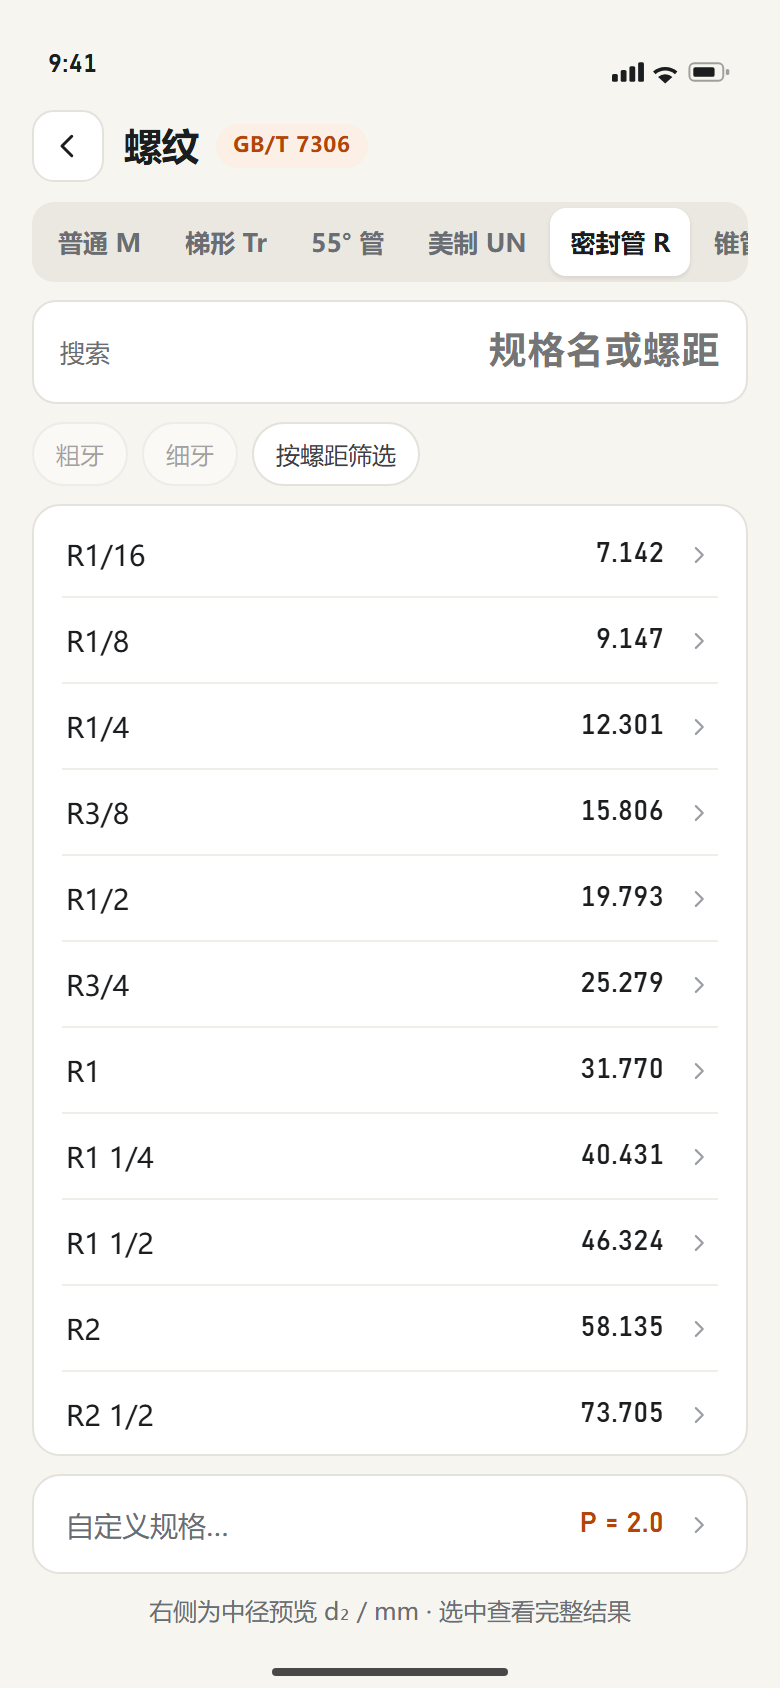 9:41
螺纹 GB/T 7306
普通 M 梯形 Tr 55° 管 美制 UN 密封管 R 锥管
搜索 规格名或螺距
粗牙 细牙 按螺距筛选
R1/16 7.142
R1/8 9.147
R1/4 12.301
R3/8 15.806
R1/2 19.793
R3/4 25.279
R1 31.770
R1 1/4 40.431
R1 1/2 46.324
R2 58.135
R2 1/2 73.705
自定义规格... P = 2.0
右侧为中径预览 d₂ / mm · 选中查看完整结果